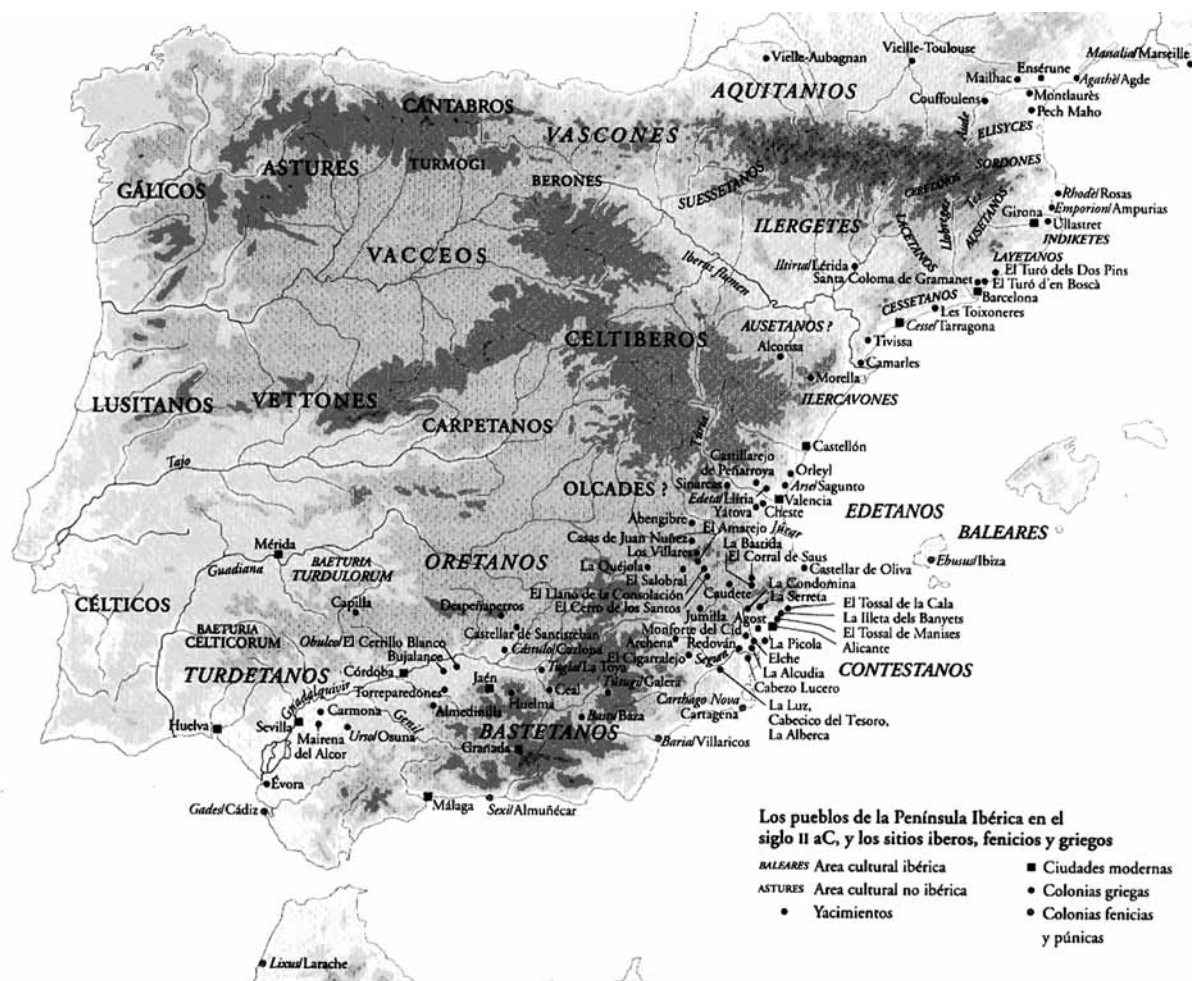 Massalia/Marseille
Vielle-Toulouse
Vielle-Aubagnan
Ensérune
Mailhac
Agathè/Agde
AQUITANIOS
Couffoulens
Montlaurès
Pech Maho
CÁNTABROS
Aude
ELISYCES
VASCONES
ASTURES
TURMOGI
SORDONES
GÁLICOS
BERONES
SUESSETANOS
CERETANOS
Ter
Rhodè/Rosas
Emporion/Ampurias
ILERGETES
LACETANOS
Llobregat
AUSETANOS
Girona
Ullastret
INDIKETES
VACCEOS
Iberus flumen
Iltirta/Lérida
LAYETANOS
Santa Coloma de Gramanet
El Turó dels Dos Pins
El Turó d'en Boscà
Barcelona
CESSETANOS
Les Toixoneres
Cesse/Tarragona
CELTIBEROS
AUSETANOS ?
Alcorisa
Tivissa
Camarles
Morella
ILERCAVONES
LUSITANOS
VETTONES
CARPETANOS
Turia
Castellón
Tajo
Castillarejo
de Peñarroya
Orleyl
Sinarcas
Arse/Sagunto
OLCADES ?
Edeta/Llíria
Valencia
Yátova
Cheste
EDETANOS
Abengibre
El Amarejo
Júcar
BALEARES
Casas de Juan Nuñez
La Bastida
Mérida
Los Villares
El Corral de Saus
ORETANOS
Guadiana
BAETURIA
TURDULORUM
La Quéjola
Castellar de Oliva
Ebusus/Ibiza
El Salobral
La Condomina
El Llano de la Consolación
Caudete
La Serreta
CÉLTICOS
Capilla
Despeñaperros
El Cerro de los Santos
El Tossal de la Cala
Jumilla
Agost
La Illeta dels Banyets
BAETURIA
CELTICORUM
Obulco/El Cerrillo Blanco
Castellar de Santisteban
Monforte del Cid
El Tossal de Manises
Cástulo/Cazlona
Archena
Redován
La Picola
Alicante
Bujalance
El Cigarralejo
Segura
Elche
TURDETANOS
Córdoba
Tugia/La Toya
CONTESTANOS
Jaén
La Alcudia
Guadalquivir
Torreparedones
Huelma
Ceal
Tútugi/Galera
Cabezo Lucero
Carmona
Almedinilla
Carthago Nova
La Luz,
Huelva
Sevilla
Genil
Basti/Baza
Cartagena
Cabecico del Tesoro,
Mairena
del Alcor
Urso/Osuna
BASTETANOS
La Alberca
Granada
Baria/Villaricos
Évora
Gades/Cádiz
Málaga
Sexi/Almuñécar
Los pueblos de la Península Ibérica en el
siglo II aC, y los sitios iberos, fenicios y griegos
BALEARES Area cultural ibérica
ASTURES Area cultural no ibérica
Yacimientos
Ciudades modernas
Colonias griegas
Colonias fenicias
y púnicas
Lixus/Larache